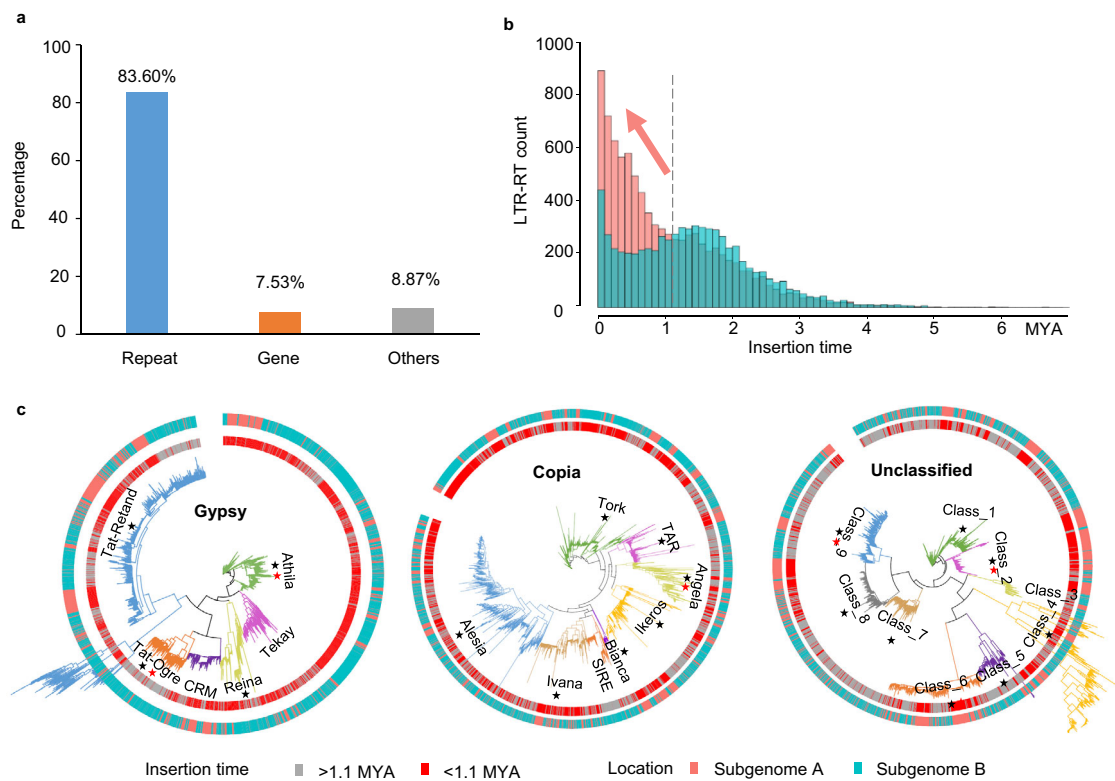 a
100
80
60
40
20
0
Percentage
83.60%
7.53%
8.87%
Repeat
Gene
Others
b
1000
800
600
400
200
0
LTR-RT count
0
1
2
3
4
5
6
MYA
Insertion time
c
Gypsy
Tat-Retand
Athila
Tekay
Reina
CRM
Tat-Ogre
Copia
Tork
TAR
Angela
Ikeros
Bianca
SIRE
Ivana
Alesia
Unclassified
Class_1
Class_2
Class_3
Class_4
Class_5
Class_6
Class_7
Class_8
Class_9
Insertion time
>1.1 MYA
<1.1 MYA
Location
Subgenome A
Subgenome B